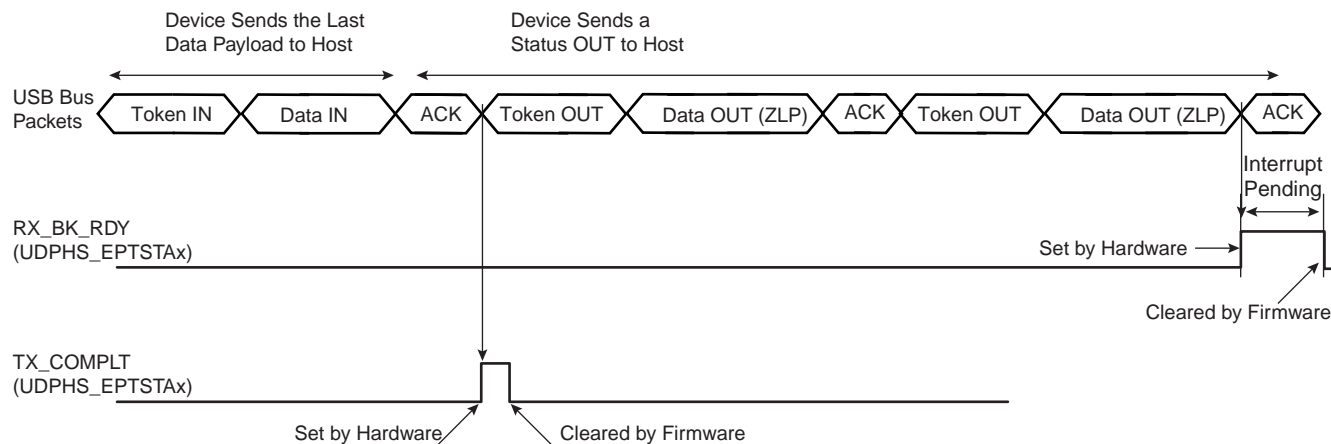 Device Sends the Last
Data Payload to Host
Device Sends a
Status OUT to Host
USB Bus
Packets
Token IN
Data IN
ACK
Token OUT
Data OUT (ZLP)
ACK
Token OUT
Data OUT (ZLP)
ACK
Interrupt
Pending
RX_BK_RDY
(UDPHS_EPTSTAx)
Set by Hardware
Cleared by Firmware
TX_COMPLT
(UDPHS_EPTSTAx)
Set by Hardware
Cleared by Firmware